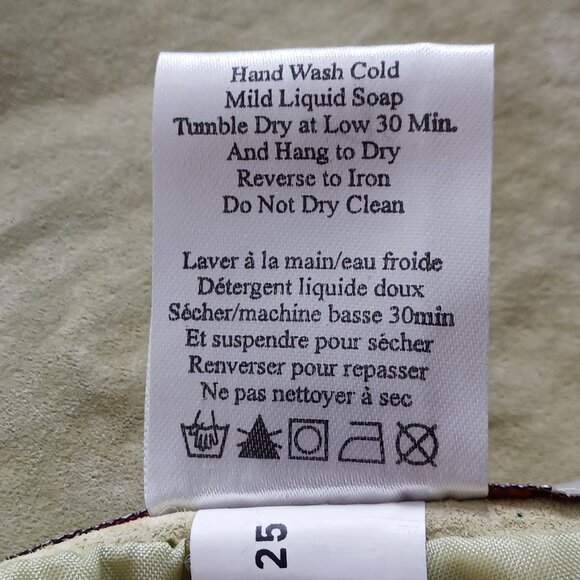 Hand Wash Cold
Mild Liquid Soap
Tumble Dry at Low 30 Min.
And Hang to Dry
Reverse to Iron
Do Not Dry Clean
Laver à la main/eau froide
Détergent liquide doux
Sécher/machine basse 30min
Et suspendre pour sécher
Renverser pour repasser
Ne pas nettoyer à sec
25